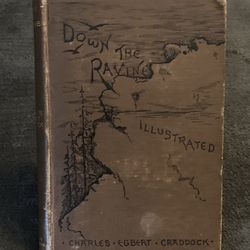 DOWN THE
RAVINE
ILLUSTRATED
· CHARLES · EGBERT · CRADDOCK ·